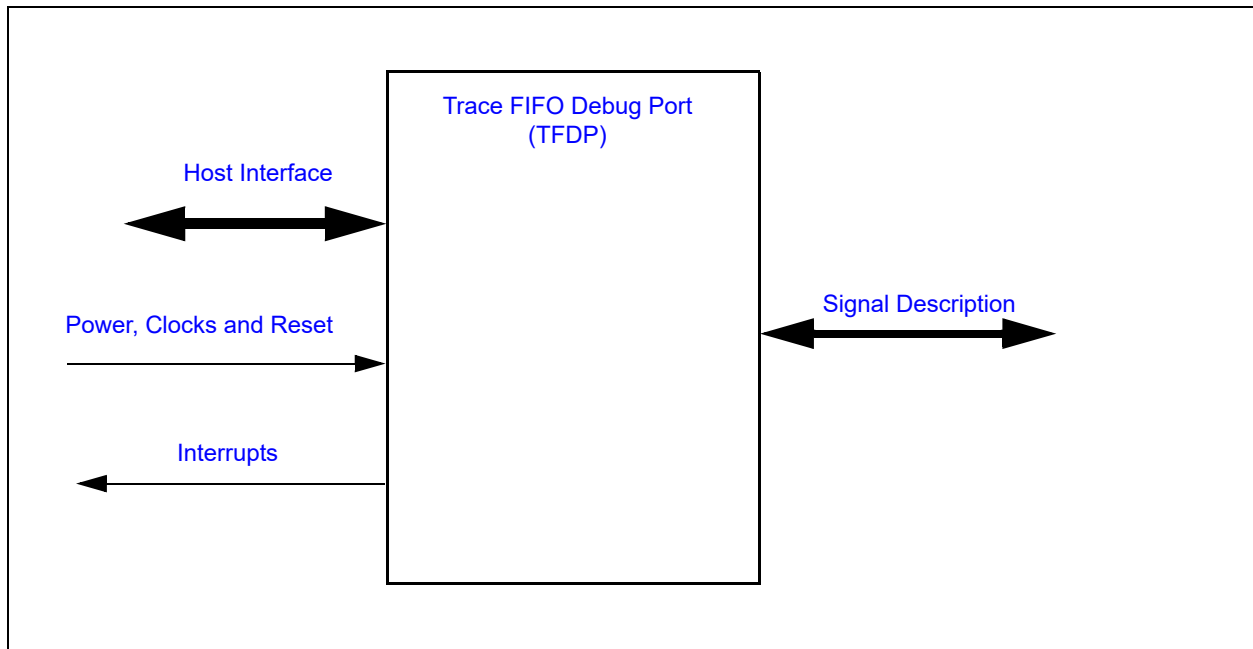 Trace FIFO Debug Port
(TFDP)
Host Interface
Signal Description
Power, Clocks and Reset
Interrupts